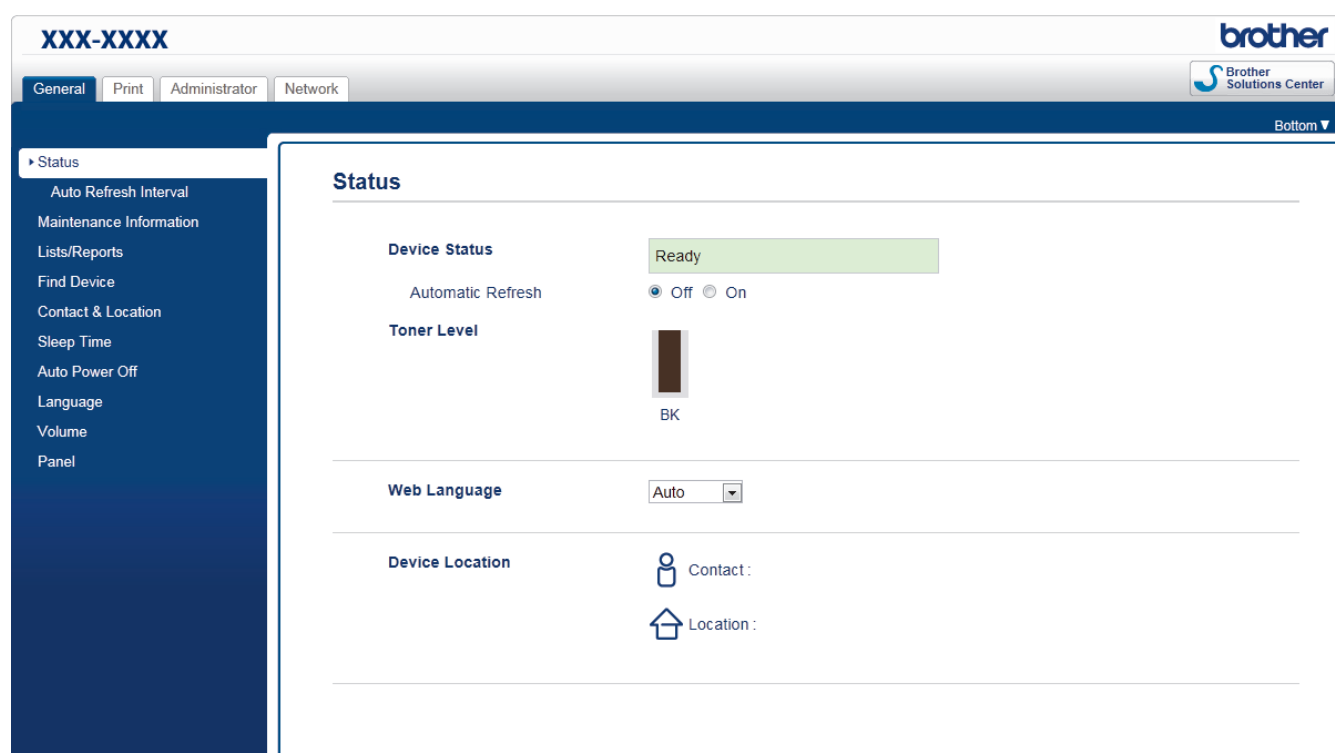 XXX-XXXX
brother
General Print Administrator Network
Brother
Solutions Center
Bottom▼
Status
Auto Refresh Interval
Maintenance Information
Lists/Reports
Find Device
Contact & Location
Sleep Time
Auto Power Off
Language
Volume
Panel
Status
Device Status Ready
Automatic Refresh Off On
Toner Level
BK
Web Language Auto
Device Location Contact :
Location :